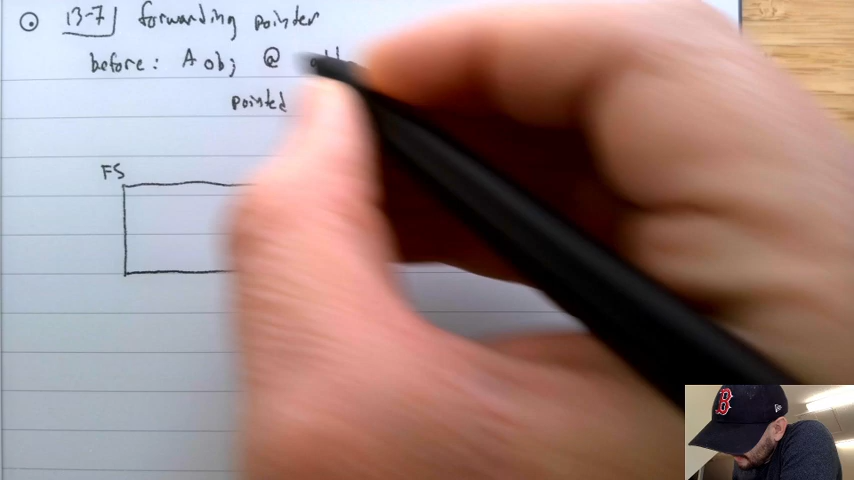 13-7 forwarding pointer
before: A obj @
pointed
FS
B